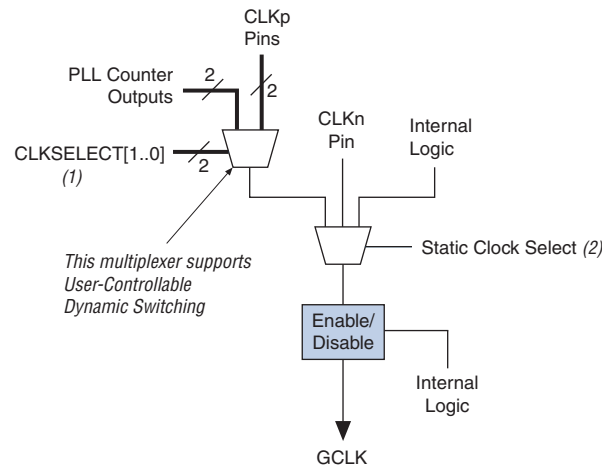 CLKp
Pins
PLL Counter
Outputs
2
2
CLKn
Pin
Internal
Logic
CLKSELECT[1..0]
(1)
2
Static Clock Select (2)
This multiplexer supports
User-Controllable
Dynamic Switching
Enable/
Disable
Internal
Logic
GCLK